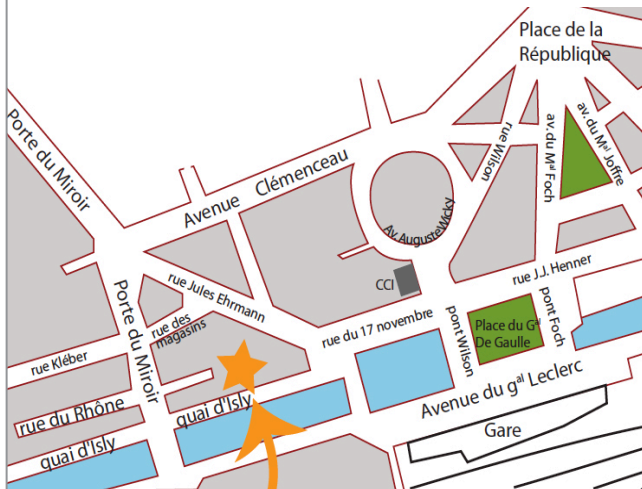 Place de la
République
Porte du Miroir
Avenue Clémenceau
rue Wilson
av. du Mᵃˡ Foch
av. du Mᵃˡ Joffre
Av. Auguste Wicky
CCI
rue J.J. Henner
rue Jules Ehrmann
Porte du Miroir
rue des
magasins
rue du 17 novembre
pont Wilson
Place du Gᵃˡ
De Gaulle
pont Foch
rue Kléber
rue du Rhône
quai d'Isly
quai d'Isly
Avenue du gᵃˡ Leclerc
Gare